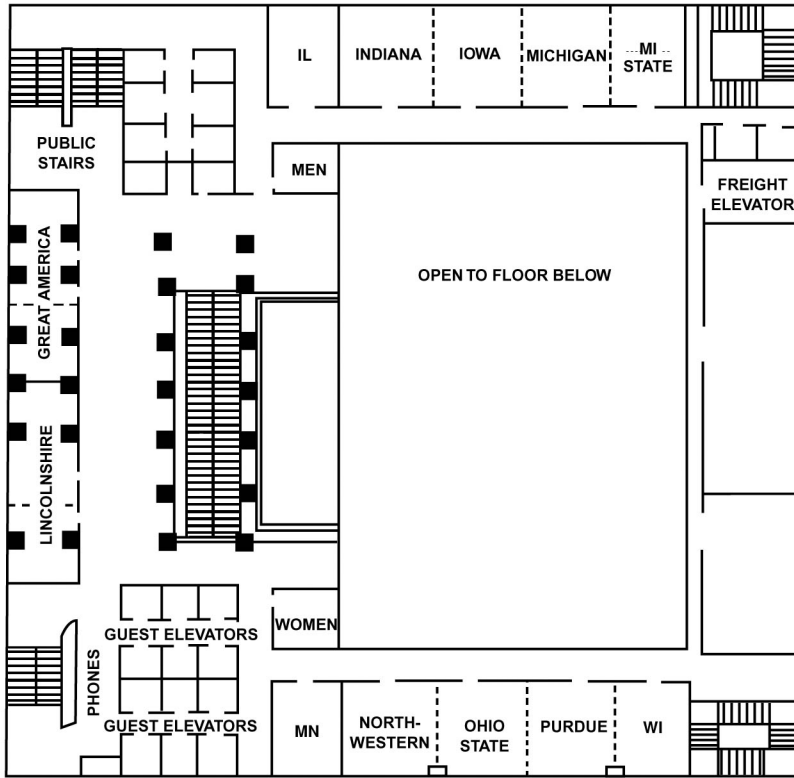 IL
INDIANA
IOWA
MICHIGAN
MI
STATE
PUBLIC
STAIRS
MEN
FREIGHT
ELEVATOR
GREAT AMERICA
OPEN TO FLOOR BELOW
LINCOLNSHIRE
WOMEN
GUEST ELEVATORS
PHONES
GUEST ELEVATORS
MN
NORTH-
WESTERN
OHIO
STATE
PURDUE
WI